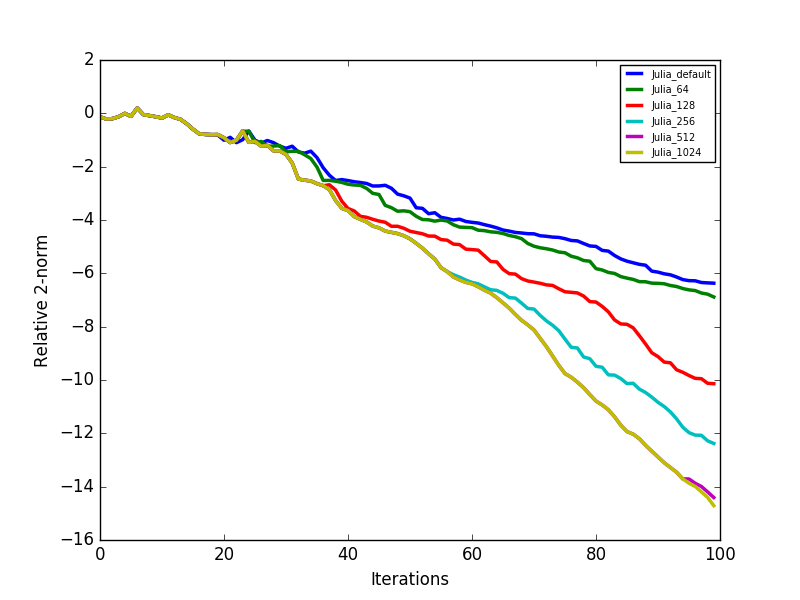 2
0
−2
−4
−6
−8
−10
−12
−14
−16
0 20 40 60 80 100
Relative 2-norm
Iterations
Julia_default
Julia_64
Julia_128
Julia_256
Julia_512
Julia_1024